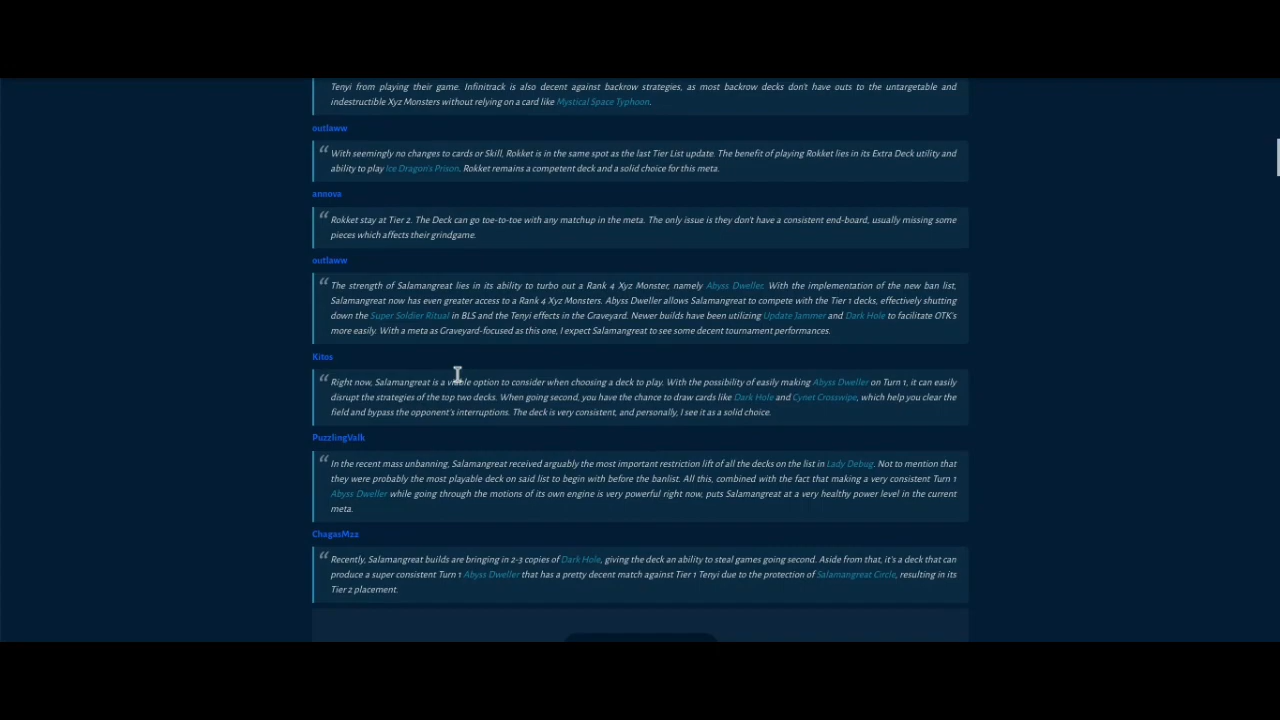 Tenyi from playing their game. Infinitrack is also decent against backrow strategies, as most backrow decks don't have outs to the untargetable and
indestructible Xyz Monsters without relying on a card like Mystical Space Typhoon.
outlaww
“ With seemingly no changes to cards or Skill, Rokket is in the same spot as the last Tier List update. The benefit of playing Rokket lies in its Extra Deck utility and
ability to play Ice Dragon's Prison. Rokket remains a competent deck and a solid choice for this meta.
annova
“ Rokket stay at Tier 2. The Deck can go toe-to-toe with any matchup in the meta. The only issue is they don't have a consistent end-board, usually missing some
pieces which affects their grindgame.
outlaww
“ The strength of Salamangreat lies in its ability to turbo out a Rank 4 Xyz Monster, namely Abyss Dweller. With the implementation of the new ban list,
Salamangreat now has even greater access to a Rank 4 Xyz Monsters. Abyss Dweller allows Salamangreat to compete with the Tier 1 decks, effectively shutting
down the Super Soldier Ritual in BLS and the Tenyi effects in the Graveyard. Newer builds have been utilizing Update Jammer and Dark Hole to facilitate OTK's
more easily. With a meta as Graveyard-focused as this one, I expect Salamangreat to see some decent tournament performances.
Kitos
“ Right now, Salamangreat is a viable option to consider when choosing a deck to play. With the possibility of easily making Abyss Dweller on Turn 1, it can easily
disrupt the strategies of the top two decks. When going second, you have the chance to draw cards like Dark Hole and Cynet Crosswipe, which help you clear the
field and bypass the opponent's interruptions. The deck is very consistent, and personally, I see it as a solid choice.
PuzzlingValk
“ In the recent mass unbanning, Salamangreat received arguably the most important restriction lift of all the decks on the list in Lady Debug. Not to mention that
they were probably the most playable deck on said list to begin with before the banlist. All this, combined with the fact that making a very consistent Turn 1
Abyss Dweller while going through the motions of its own engine is very powerful right now, puts Salamangreat at a very healthy power level in the current
meta.
ChagasM22
“ Recently, Salamangreat builds are bringing in 2-3 copies of Dark Hole, giving the deck an ability to steal games going second. Aside from that, it's a deck that can
produce a super consistent Turn 1 Abyss Dweller that has a pretty decent match against Tier 1 Tenyi due to the protection of Salamangreat Circle, resulting in its
Tier 2 placement.